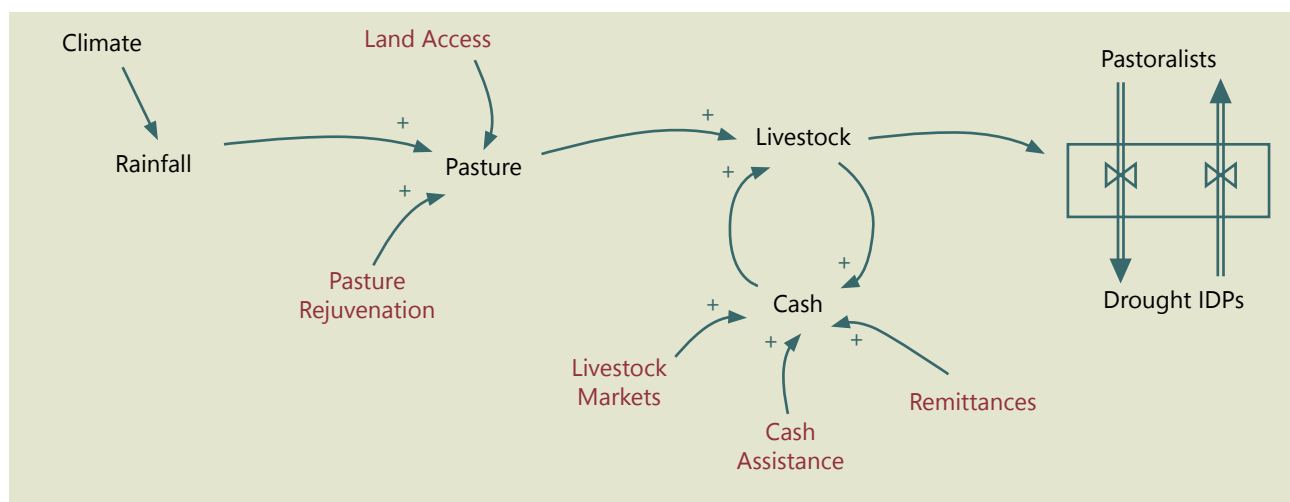 Climate
Land Access
Pastoralists
+
+
Livestock
Rainfall
Pasture
+
+
Pasture
Rejuvenation
+
Drought IDPs
+
Cash
+
+
Livestock
Markets
Remittances
Cash
Assistance